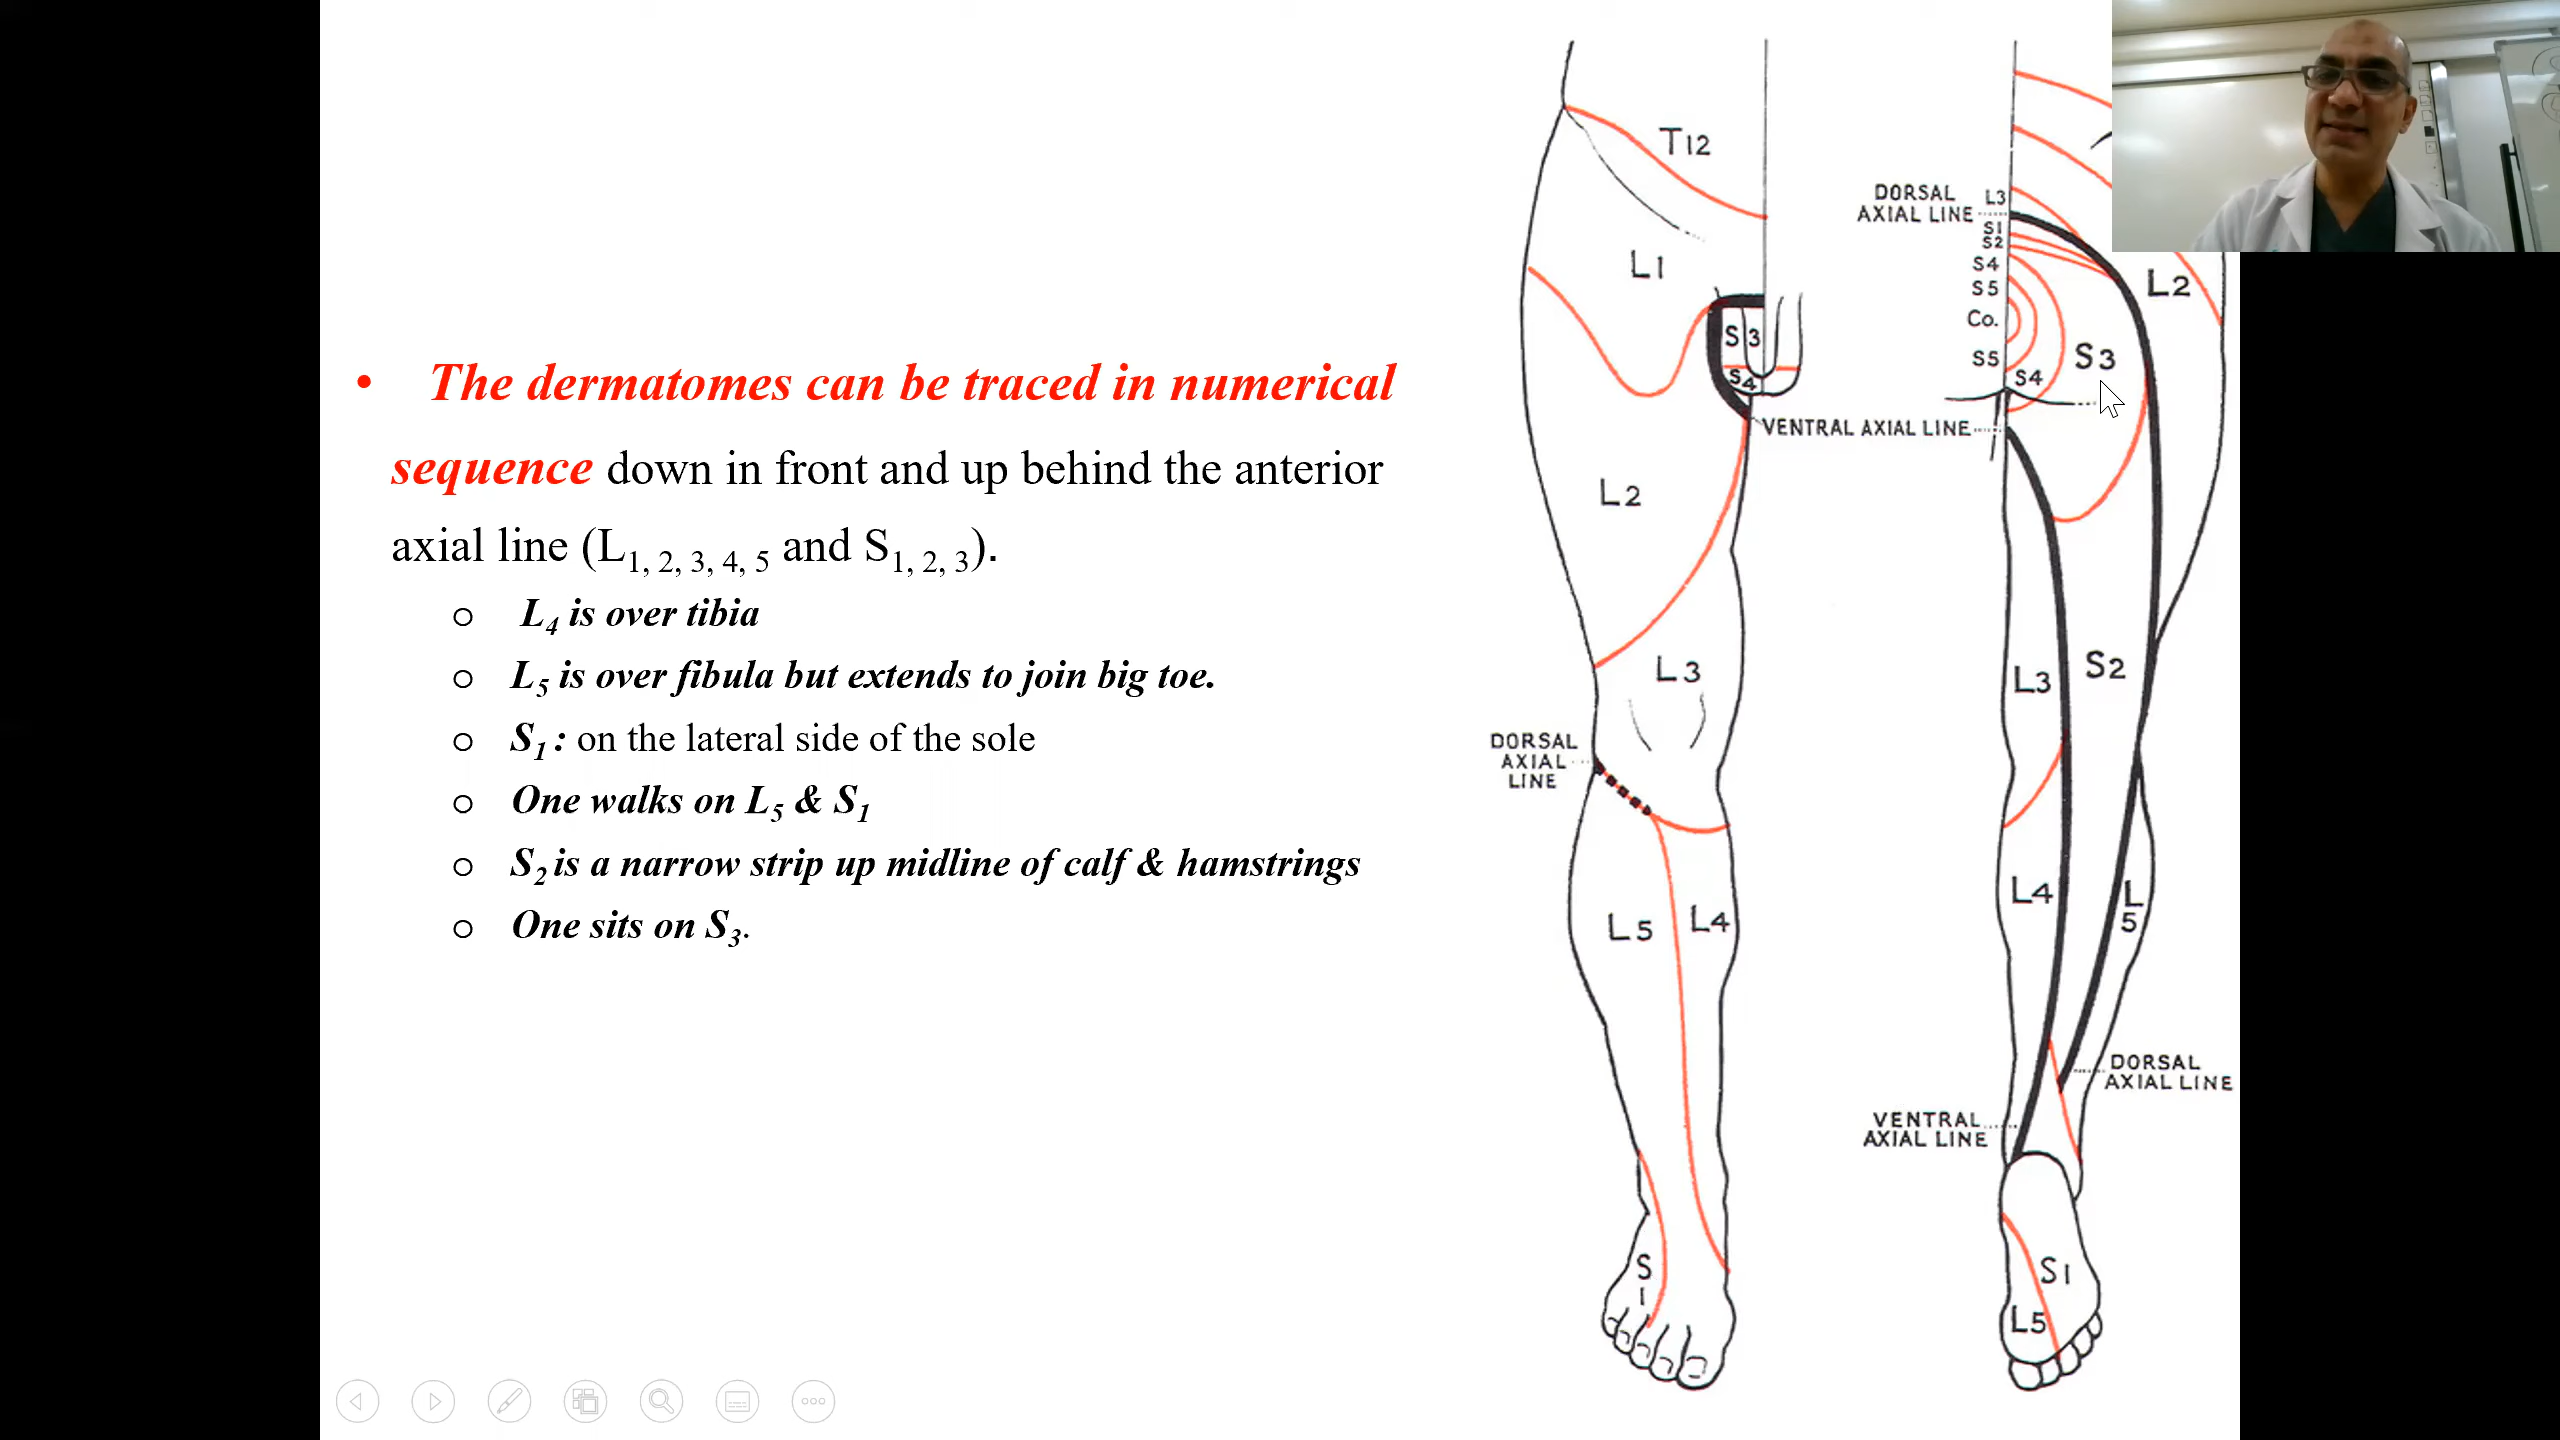 • The dermatomes can be traced in numerical
sequence down in front and up behind the anterior
axial line (L1, 2, 3, 4, 5 and S1, 2, 3).
o L4 is over tibia
o L5 is over fibula but extends to join big toe.
o S1 : on the lateral side of the sole
o One walks on L5 & S1
o S2 is a narrow strip up midline of calf & hamstrings
o One sits on S3.
T12
L1
S3
S4
L2
L3
DORSAL
AXIAL
LINE
L5
L4
S1
VENTRAL AXIAL LINE
DORSAL
AXIAL LINE
L3
S1
S2
S4
S5
Co.
S5
S4
S3
L2
L3
S2
L4
L5
DORSAL
AXIAL LINE
VENTRAL
AXIAL LINE
S1
L5